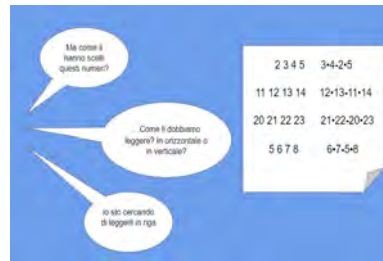 Ma come li
hanno scelti
questi numeri?
Come li dobbiamo
leggere? In orizzontale o
in verticale?
io sto cercando
di leggerli in riga
2 3 4 5 3•4-2•5
11 12 13 14 12•13-11•14
20 21 22 23 21•22-20•23
5 6 7 8 6•7-5•8